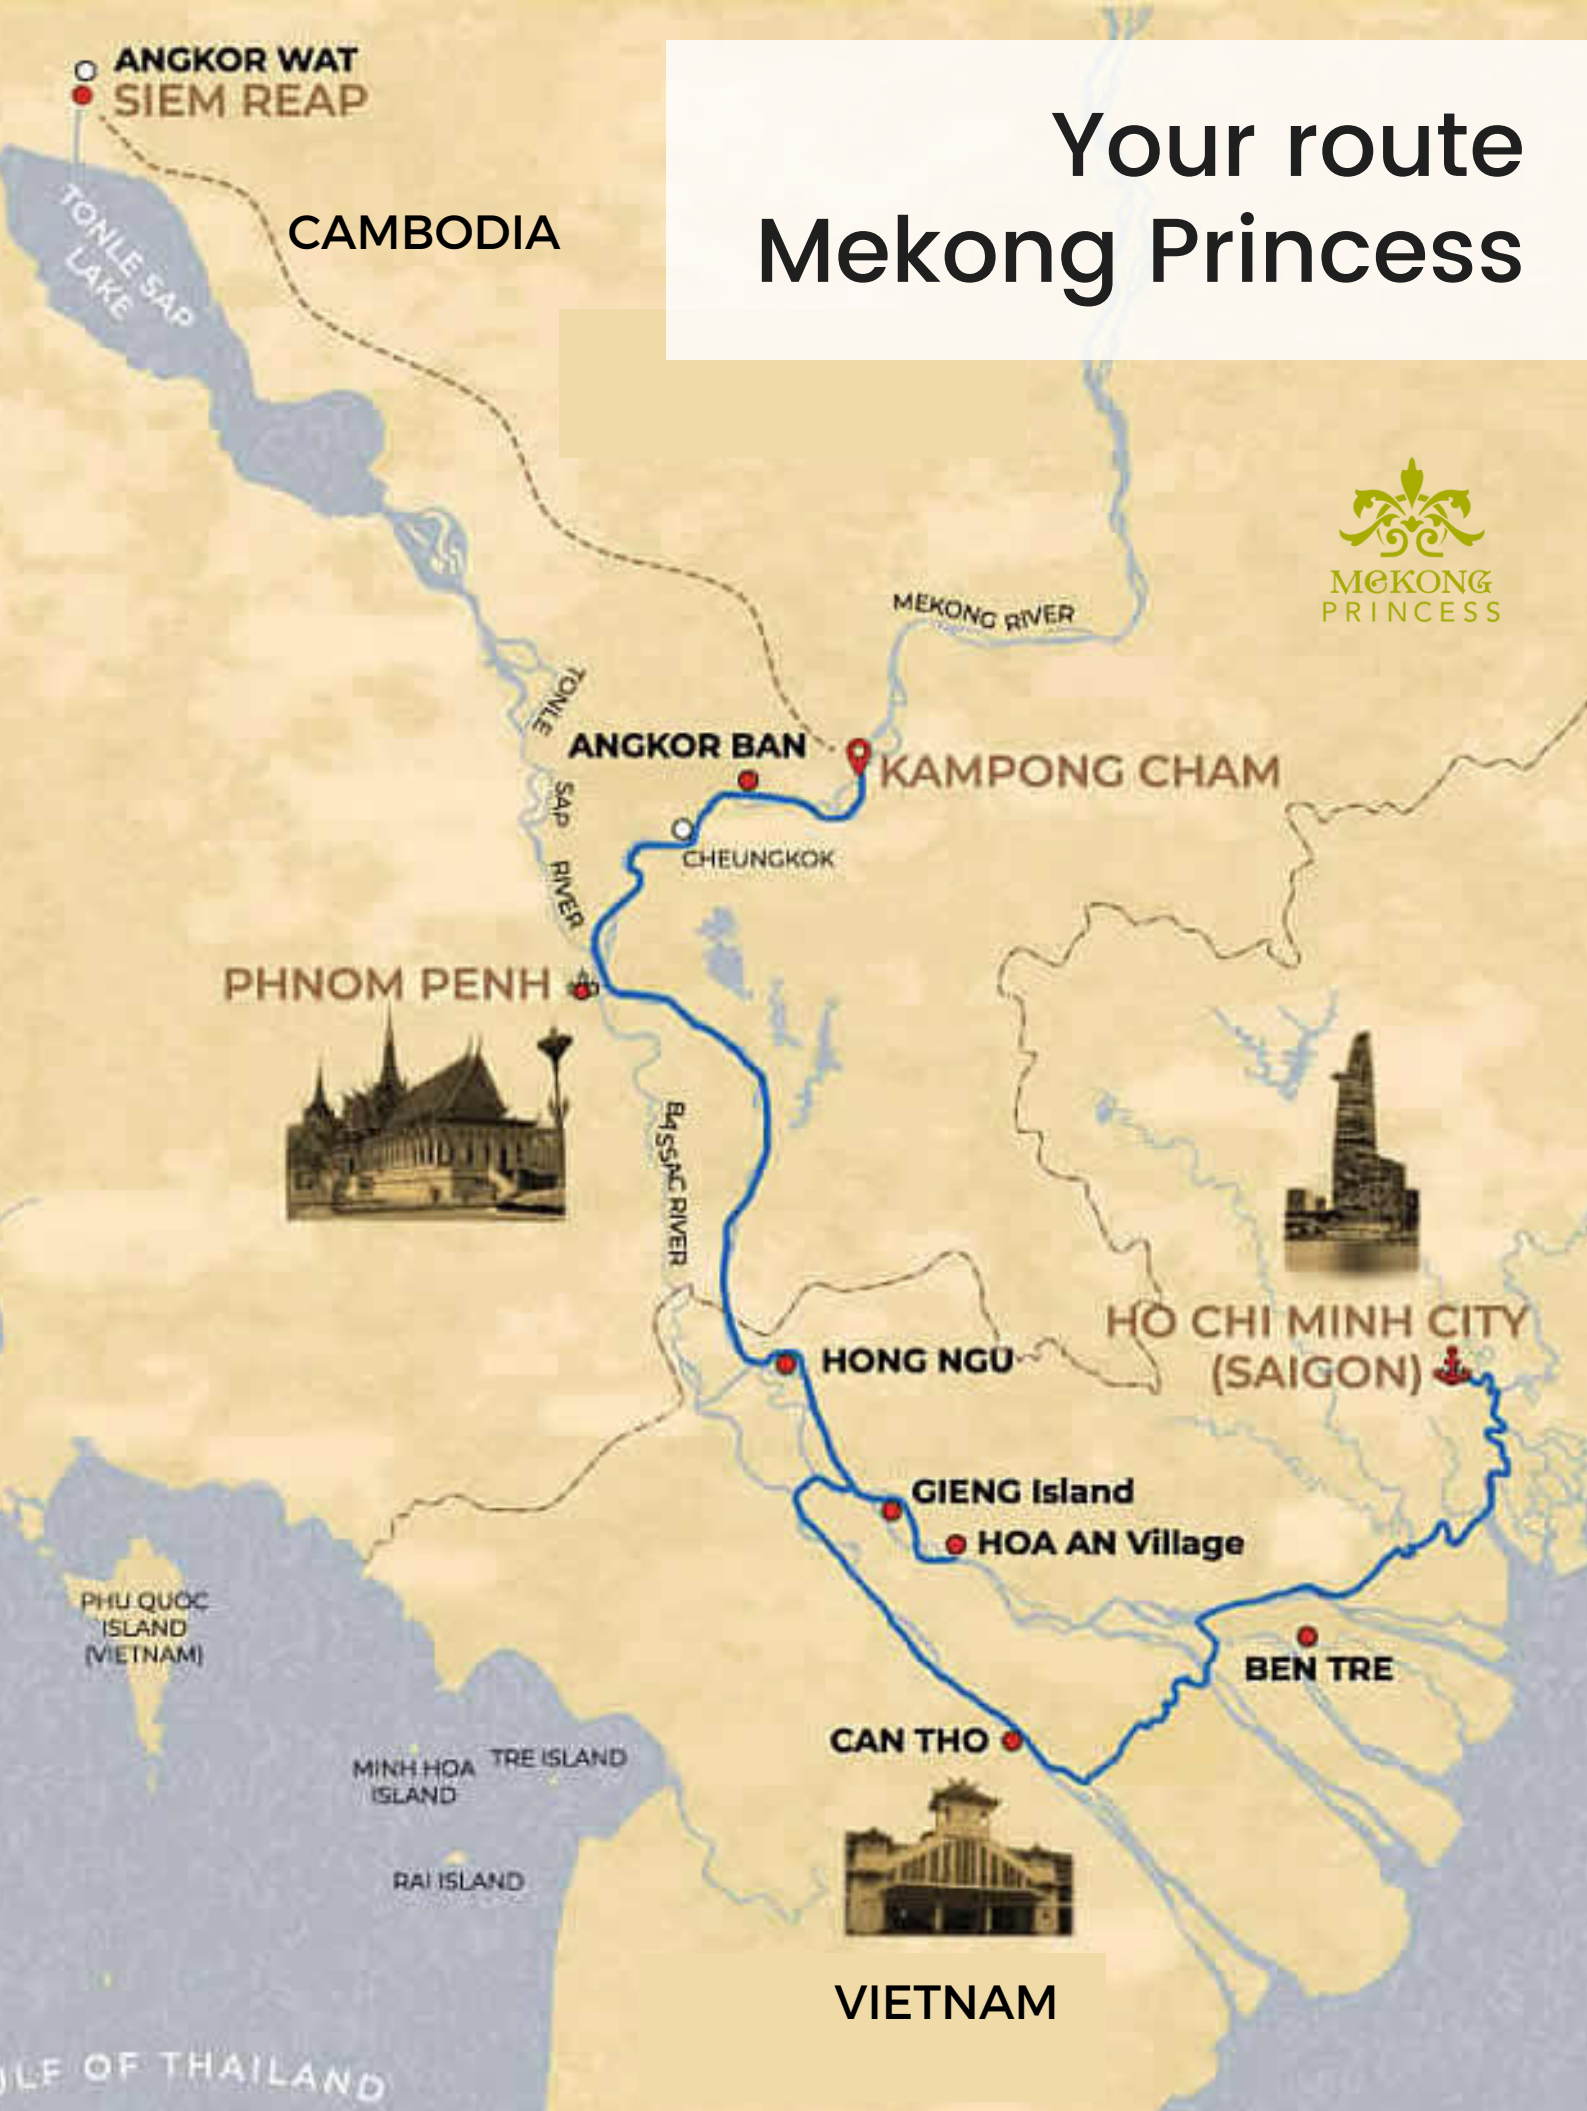 ANGKOR WAT
SIEM REAP
Your route
Mekong Princess
CAMBODIA
TONLE SAP
LAKE
MEKONG
PRINCESS
MEKONG RIVER
TONLE SAP RIVER
ANGKOR BAN
KAMPONG CHAM
CHEUNGKOK
PHNOM PENH
BASSAC RIVER
HO CHI MINH CITY
(SAIGON)
HONG NGU
GIENG Island
HOA AN Village
PHU QUOC
ISLAND
(VIETNAM)
BEN TRE
CAN THO
MINH HOA
ISLAND
TRE ISLAND
RAI ISLAND
VIETNAM
ULF OF THAILAND